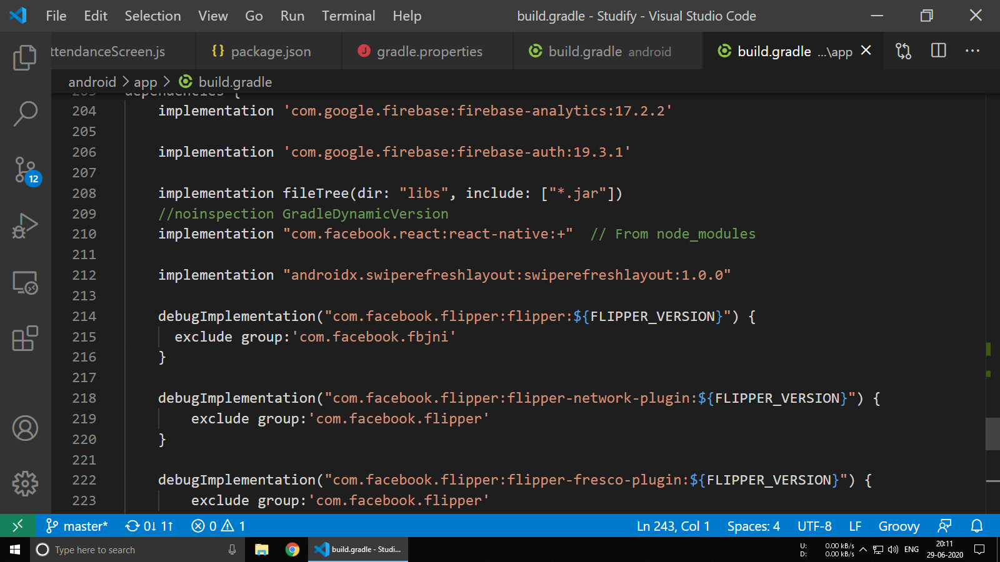 File Edit Selection View Go Run Terminal Help
build.gradle - Studify - Visual Studio Code
ttendanceScreen.js
{} package.json
J gradle.properties
build.gradle android
build.gradle ...\app
android > app > build.gradle
203 dependencies {
204 implementation 'com.google.firebase:firebase-analytics:17.2.2'
205
206 implementation 'com.google.firebase:firebase-auth:19.3.1'
207
208 implementation fileTree(dir: "libs", include: ["*.jar"])
209 //noinspection GradleDynamicVersion
210 implementation "com.facebook.react:react-native:+"  // From node_modules
211
212 implementation "androidx.swiperefreshlayout:swiperefreshlayout:1.0.0"
213
214 debugImplementation("com.facebook.flipper:flipper:${FLIPPER_VERSION}") {
215 exclude group:'com.facebook.fbjni'
216 }
217
218 debugImplementation("com.facebook.flipper:flipper-network-plugin:${FLIPPER_VERSION}") {
219 exclude group:'com.facebook.flipper'
220 }
221
222 debugImplementation("com.facebook.flipper:flipper-fresco-plugin:${FLIPPER_VERSION}") {
223 exclude group:'com.facebook.flipper'
12
master* 0↓ 1↑ 0 1
Ln 243, Col 1 Spaces: 4 UTF-8 LF Groovy
Type here to search
build.gradle - Studi...
U: 0.00 kB/s
D: 0.00 kB/s
ENG
20:11
29-06-2020